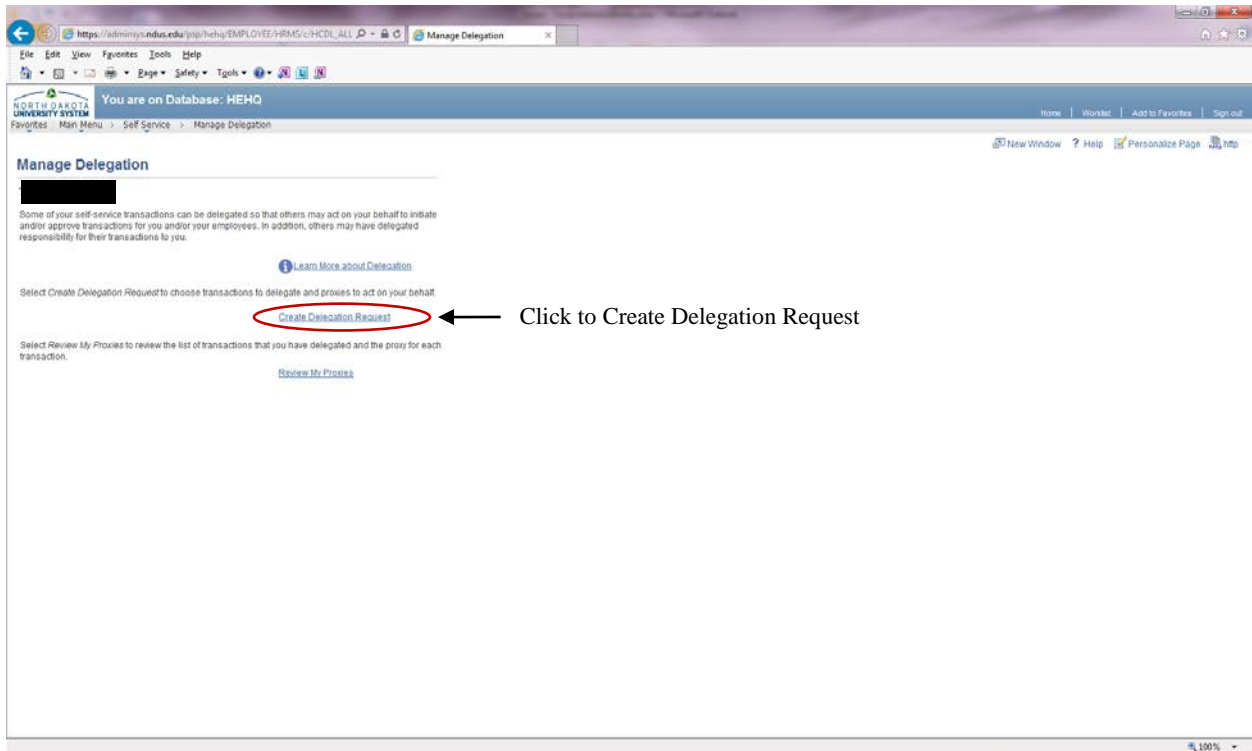 https://adminsys.ndus.edu/psp/hehq/EMPLOYEE/HRMS/c/HCDL_ALL
Manage Delegation
File Edit View Favorites Tools Help
Page Safety Tools
NORTH DAKOTA
UNIVERSITY SYSTEM
You are on Database: HEHQ
Home | Worklist | Add to Favorites | Sign out
Favorites Main Menu > Self Service > Manage Delegation
New Window ? Help Personalize Page http
Manage Delegation
Some of your self-service transactions can be delegated so that others may act on your behalf to initiate
and/or approve transactions for you and/or your employees. In addition, others may have delegated
responsibility for their transactions to you.
Learn More about Delegation
Select Create Delegation Request to choose transactions to delegate and proxies to act on your behalf.
Create Delegation Request
Click to Create Delegation Request
Select Review My Proxies to review the list of transactions that you have delegated and the proxy for each
transaction.
Review My Proxies
100%